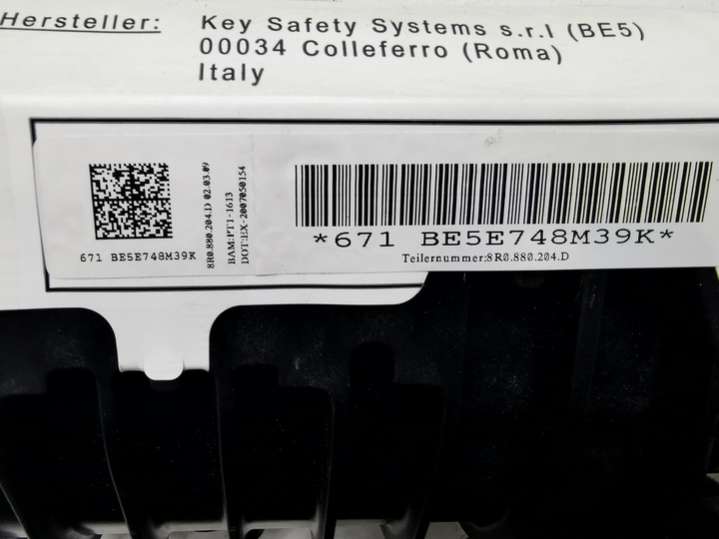 Hersteller: Key Safety Systems s.r.l (BE5)
00034 Colleferro (Roma)
Italy
671 BE5E748M39K
8R0.880.204.D 02.03.09
BAM:PT1-1613
DOT:EX-2007050154
*671 BE5E748M39K*
Teilernummer:8R0.880.204.D